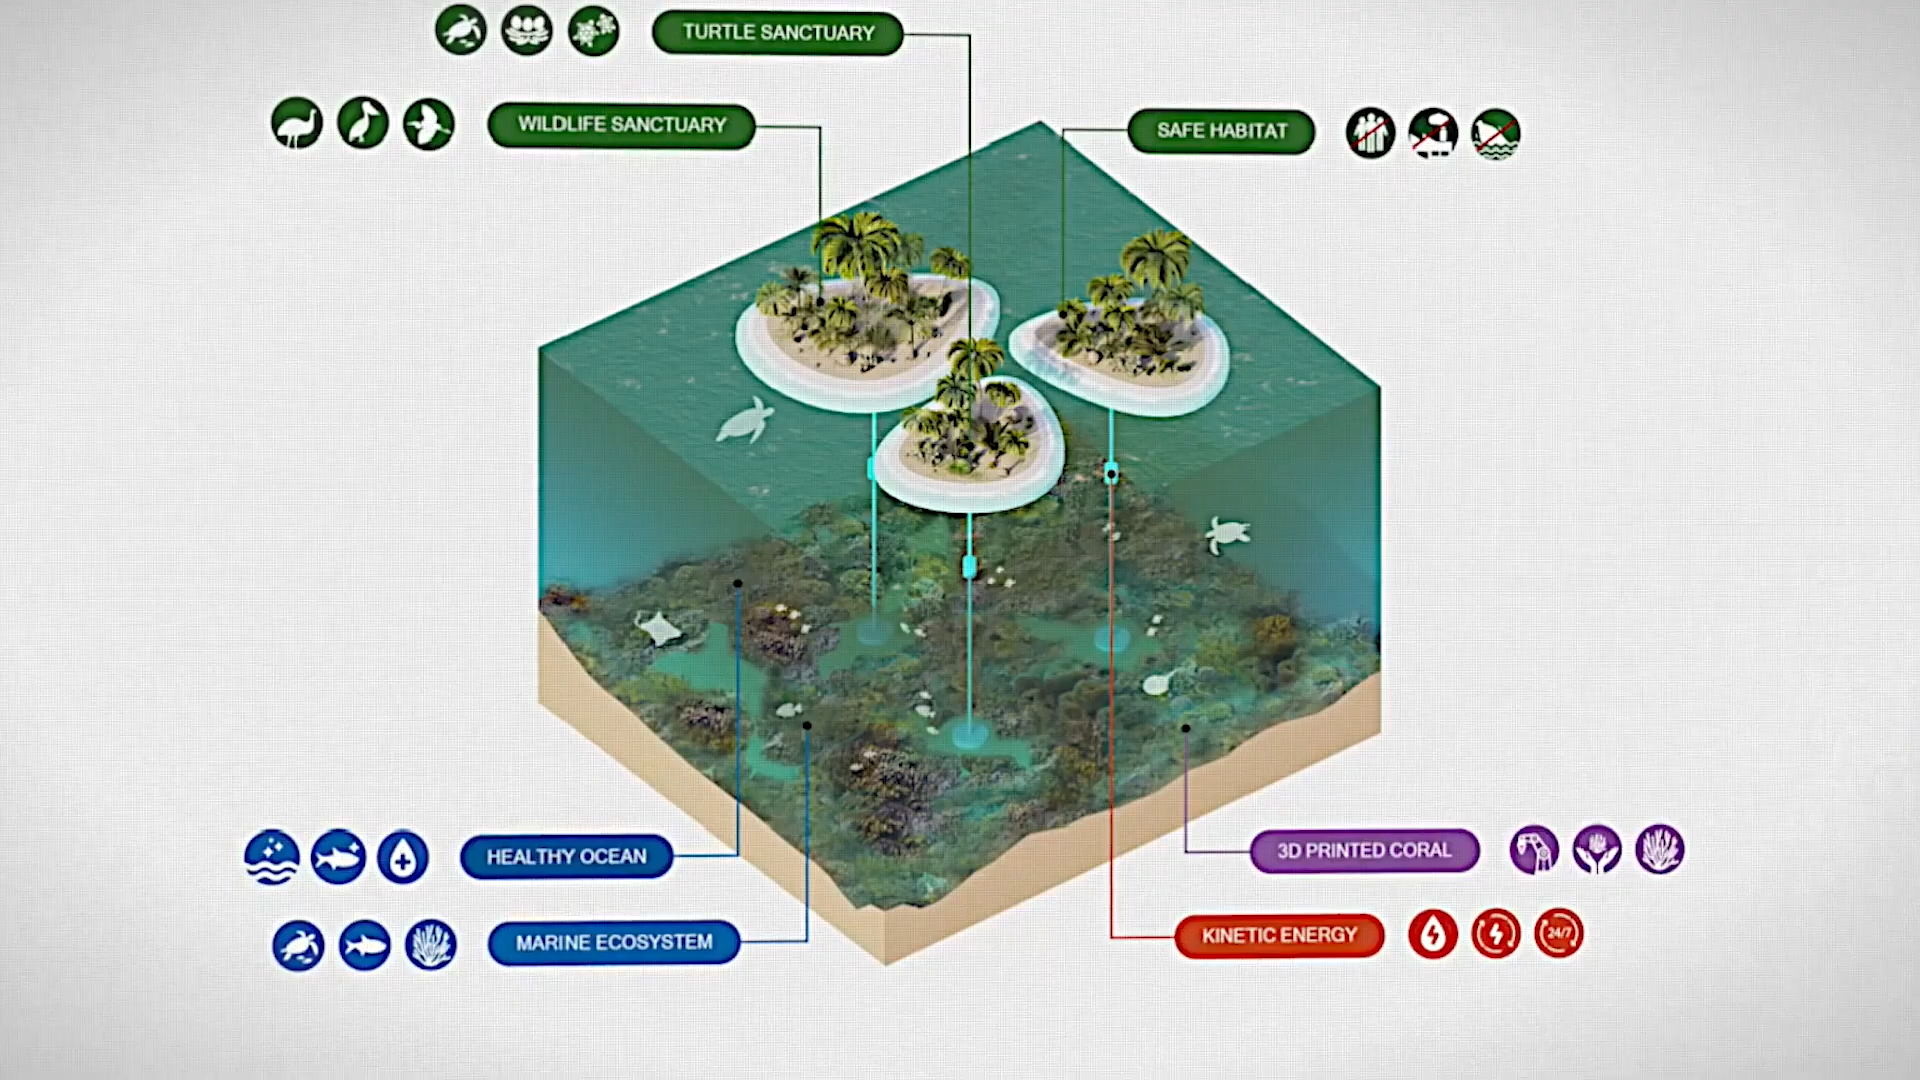 TURTLE SANCTUARY
WILDLIFE SANCTUARY
SAFE HABITAT
HEALTHY OCEAN
3D PRINTED CORAL
MARINE ECOSYSTEM
KINETIC ENERGY
24/7